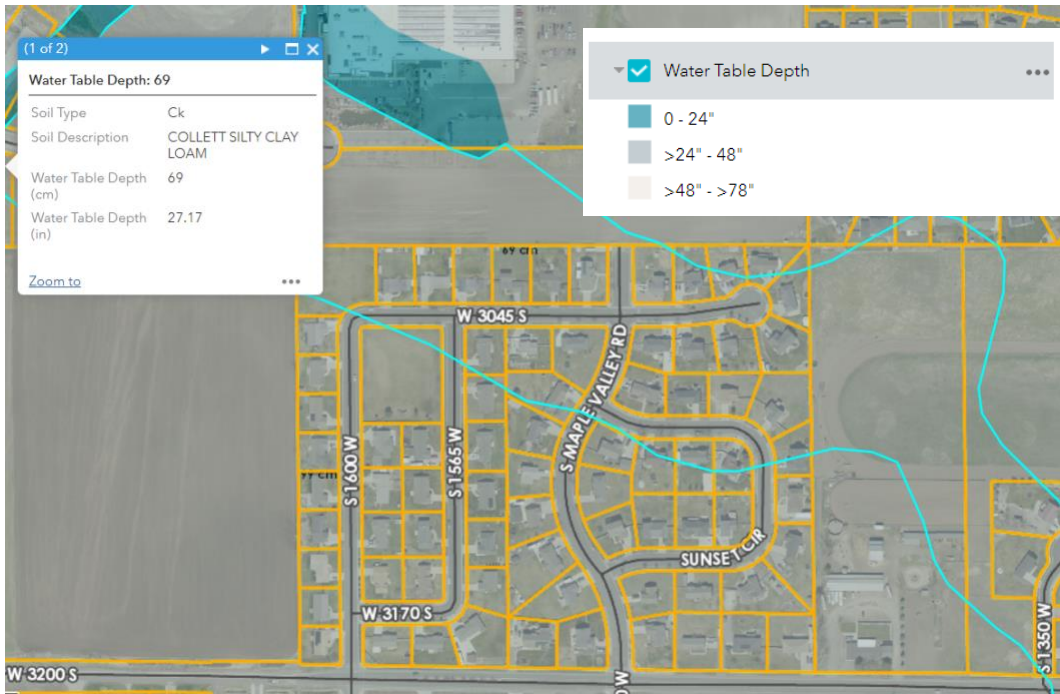 (1 of 2)
Water Table Depth: 69
Soil Type Ck
Soil Description COLLETT SILTY CLAY
LOAM
Water Table Depth 69
(cm)
Water Table Depth 27.17
(in)
Zoom to
Water Table Depth
0 - 24"
>24" - 48"
>48" - >78"
69 cm
W 3045 S
S MAPLE VALLEY RD
S 1600 W
S 1565 W
SUNSET CIR
W 3170 S
S 1350 W
W 3200 S